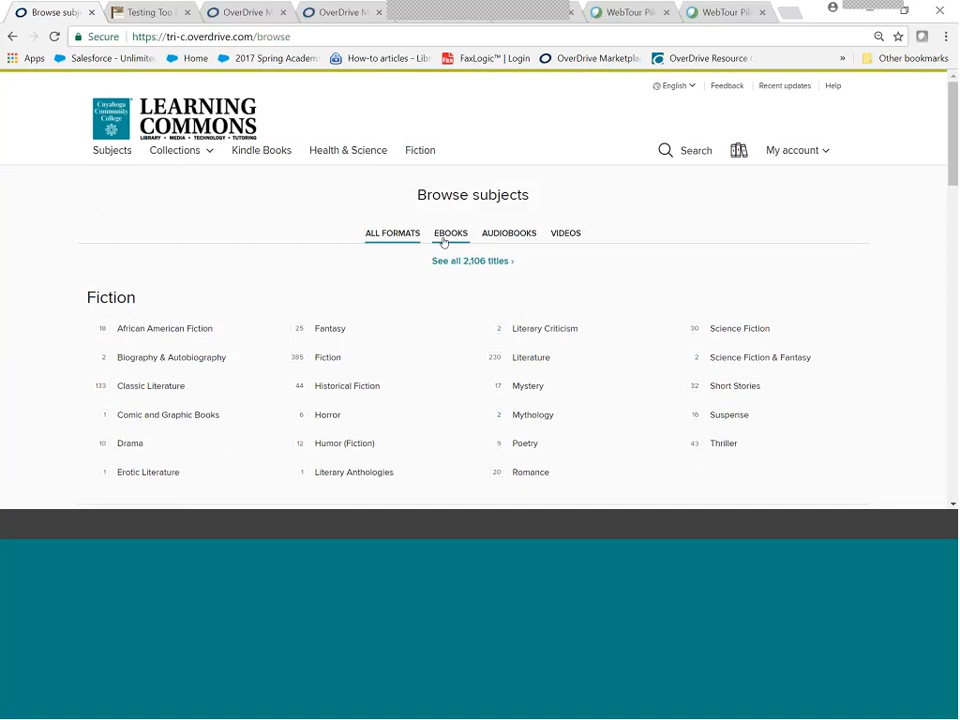 Browse subj
Testing Too
OverDrive M
OverDrive M
WebTour Pil
WebTour Pil
Secure
https://tri-c.overdrive.com/browse
Apps
Salesforce - Unlimite
Home
2017 Spring Academ
How-to articles - Lib
FaxLogic™ | Login
OverDrive Marketpla
OverDrive Resource
»
Other bookmarks
English
Feedback
Recent updates
Help
Cuyahoga
Community
College
LEARNING
COMMONS
LIBRARY • MEDIA • TECHNOLOGY • TUTORING
Subjects
Collections
Kindle Books
Health & Science
Fiction
Search
My account
Browse subjects
ALL FORMATS
EBOOKS
AUDIOBOOKS
VIDEOS
See all 2,106 titles ›
Fiction
18 African American Fiction
25 Fantasy
2 Literary Criticism
30 Science Fiction
2 Biography & Autobiography
385 Fiction
230 Literature
2 Science Fiction & Fantasy
133 Classic Literature
44 Historical Fiction
17 Mystery
32 Short Stories
1 Comic and Graphic Books
6 Horror
2 Mythology
16 Suspense
10 Drama
12 Humor (Fiction)
9 Poetry
43 Thriller
1 Erotic Literature
1 Literary Anthologies
20 Romance